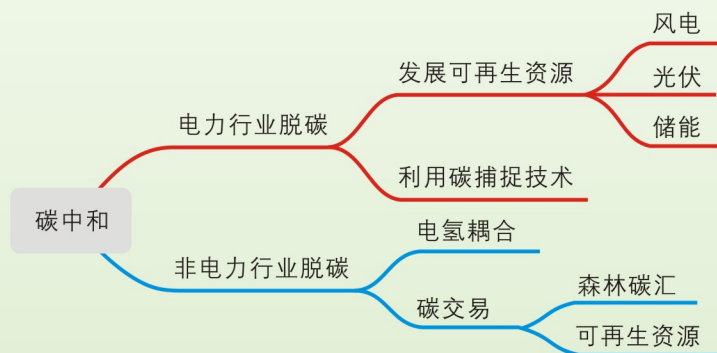 风电
发展可再生资源
光伏
电力行业脱碳
储能
利用碳捕捉技术
碳中和
电氢耦合
非电力行业脱碳
森林碳汇
碳交易
可再生资源